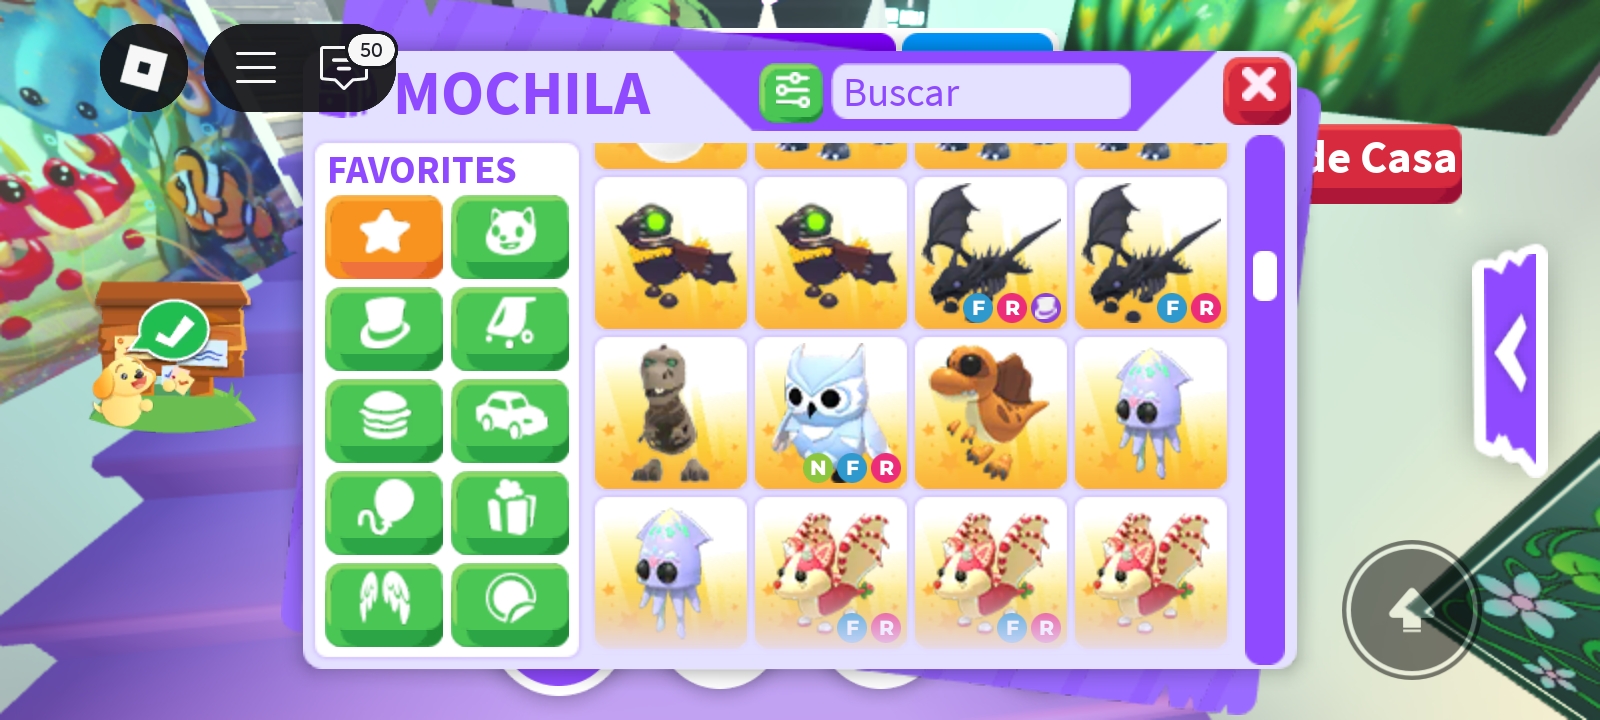 50
MOCHILA
Buscar
FAVORITES
de Casa
F R
F R
N F R
F R
F R